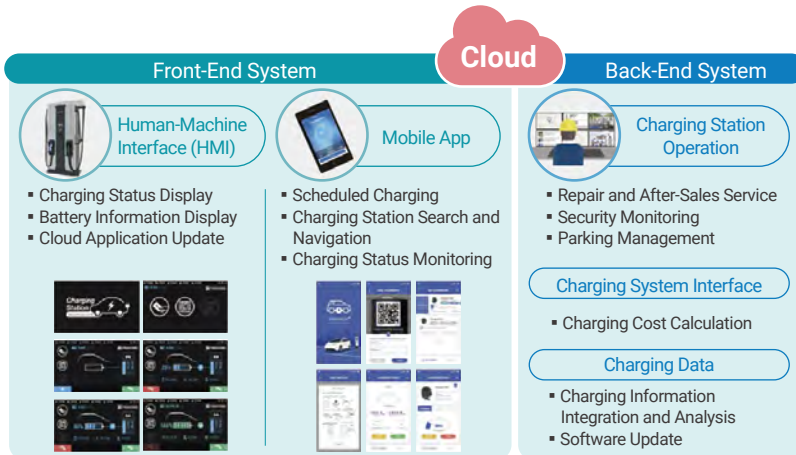 Cloud
Front-End System
Back-End System
Human-Machine
Interface (HMI)
▪ Charging Status Display
▪ Battery Information Display
▪ Cloud Application Update
Charging
Station
Mobile App
▪ Scheduled Charging
▪ Charging Station Search and
Navigation
▪ Charging Status Monitoring
Charging Station
Operation
▪ Repair and After-Sales Service
▪ Security Monitoring
▪ Parking Management
Charging System Interface
▪ Charging Cost Calculation
Charging Data
▪ Charging Information
Integration and Analysis
▪ Software Update